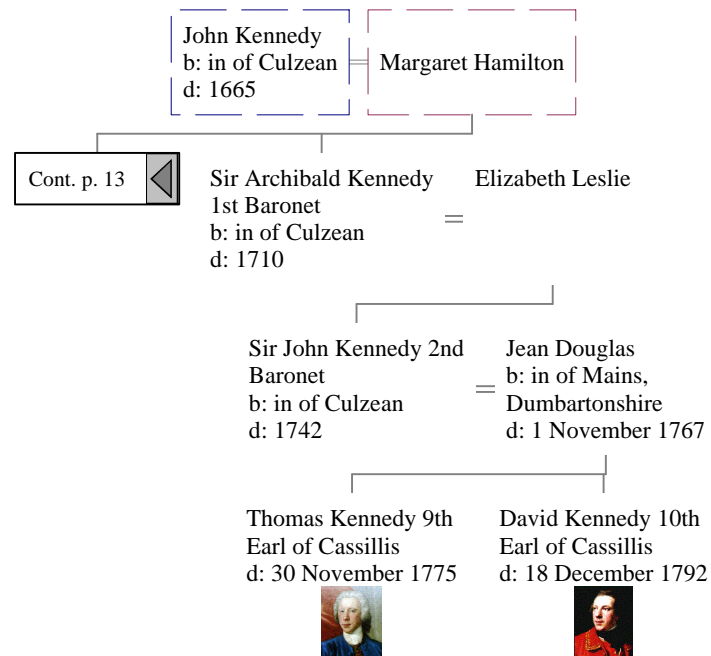 John Kennedy
b: in of Culzean
d: 1665
=
Margaret Hamilton
Cont. p. 13
Sir Archibald Kennedy
1st Baronet
b: in of Culzean
d: 1710
=
Elizabeth Leslie
Sir John Kennedy 2nd
Baronet
b: in of Culzean
d: 1742
=
Jean Douglas
b: in of Mains,
Dumbartonshire
d: 1 November 1767
Thomas Kennedy 9th
Earl of Cassillis
d: 30 November 1775
David Kennedy 10th
Earl of Cassillis
d: 18 December 1792